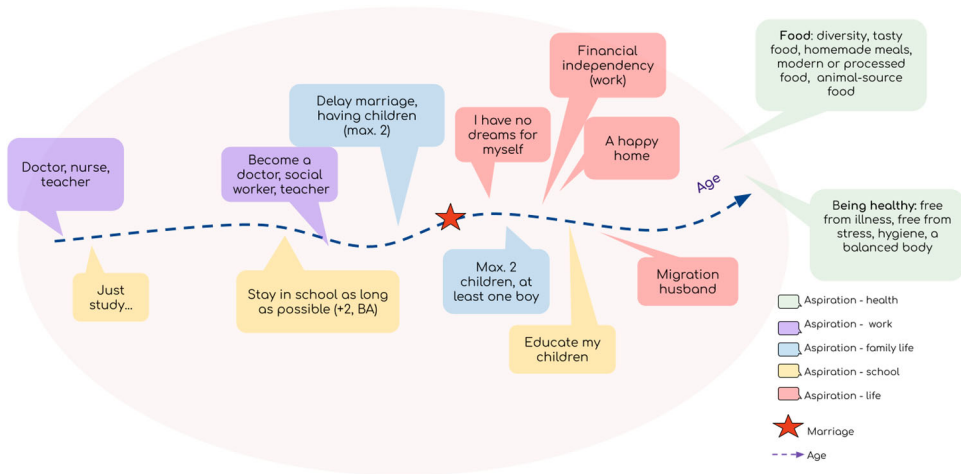 Doctor, nurse,
teacher
Just
study...
Become a
doctor, social
worker, teacher
Stay in school as long
as possible (+2, BA)
Delay marriage,
having children
(max. 2)
I have no
dreams for
myself
Max. 2
children, at
least one boy
Financial
independency
(work)
A happy
home
Educate my
children
Migration
husband
Age
Food: diversity, tasty
food, homemade meals,
modern or processed
food, animal-source
food
Being healthy: free
from illness, free from
stress, hygiene, a
balanced body
Aspiration - health
Aspiration - work
Aspiration - family life
Aspiration - school
Aspiration - life
Marriage
Age